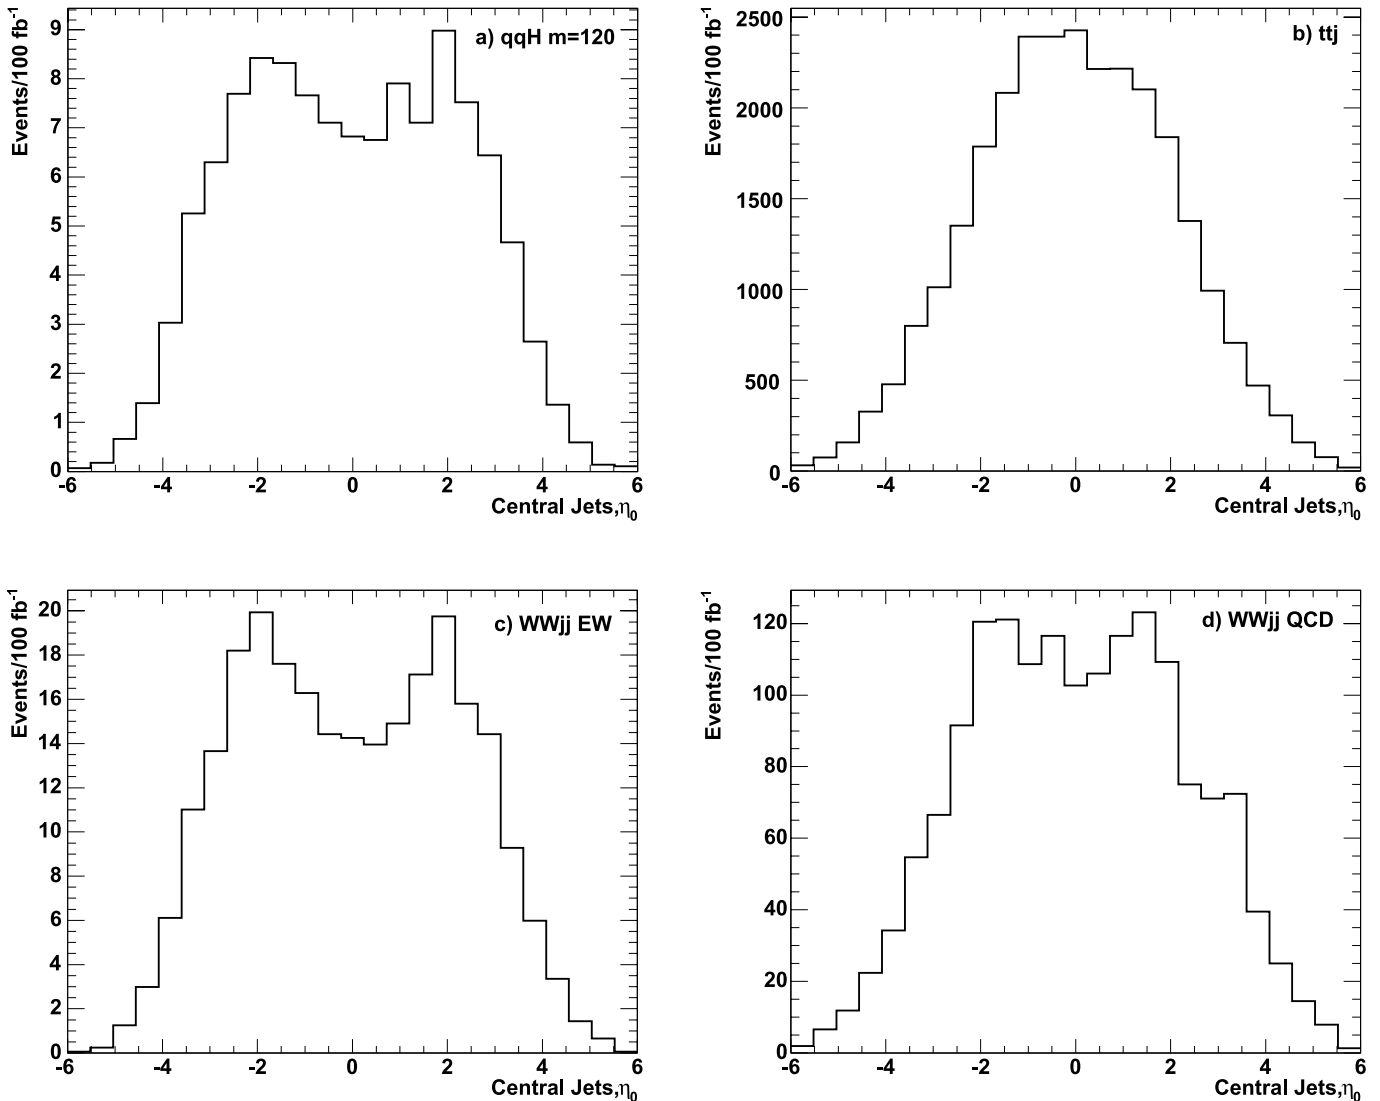 Events/100 fb⁻¹
a) qqH m=120
9
8
7
6
5
4
3
2
1
0
-6 -4 -2 0 2 4 6
Central Jets,η₀
Events/100 fb⁻¹
b) ttj
2500
2000
1500
1000
500
0
-6 -4 -2 0 2 4 6
Central Jets,η₀
Events/100 fb⁻¹
c) WWjj EW
20
18
16
14
12
10
8
6
4
2
0
-6 -4 -2 0 2 4 6
Central Jets,η₀
Events/100 fb⁻¹
d) WWjj QCD
120
100
80
60
40
20
0
-6 -4 -2 0 2 4 6
Central Jets,η₀